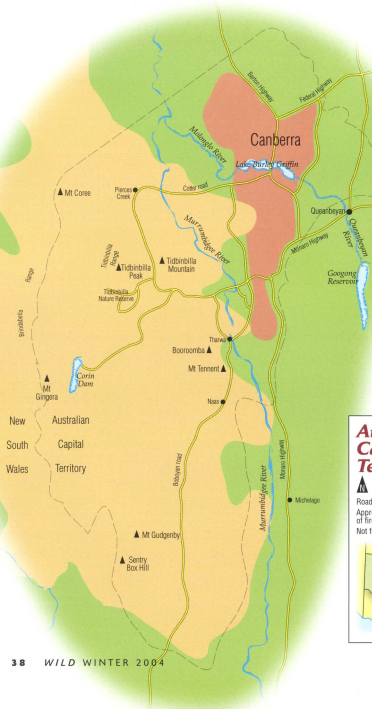 Barton Highway
Federal Highway
Molonglo River
Canberra
Lake Burley Griffin
Mt Coree
Pierces
Creek
Cotter road
Queanbeyan
Queanbeyan
River
Murrumbidgee River
Monaro Highway
Tidbinbilla
Range
Tidbinbilla
Peak
Tidbinbilla
Mountain
Googong
Reservoir
Brindabella
Range
Tidbinbilla
Nature Reserve
Tharwa
Booroomba
Mt Tennent
Corin
Dam
Mt
Gingera
Naas
New
South
Wales
Australian
Capital
Territory
Boboyan road
Murrumbidgee River
Monaro Highway
Michelago
Mt Gudgenby
Sentry
Box Hill
N
Road
Appr
of fir
Not t
38 WILD WINTER 2004